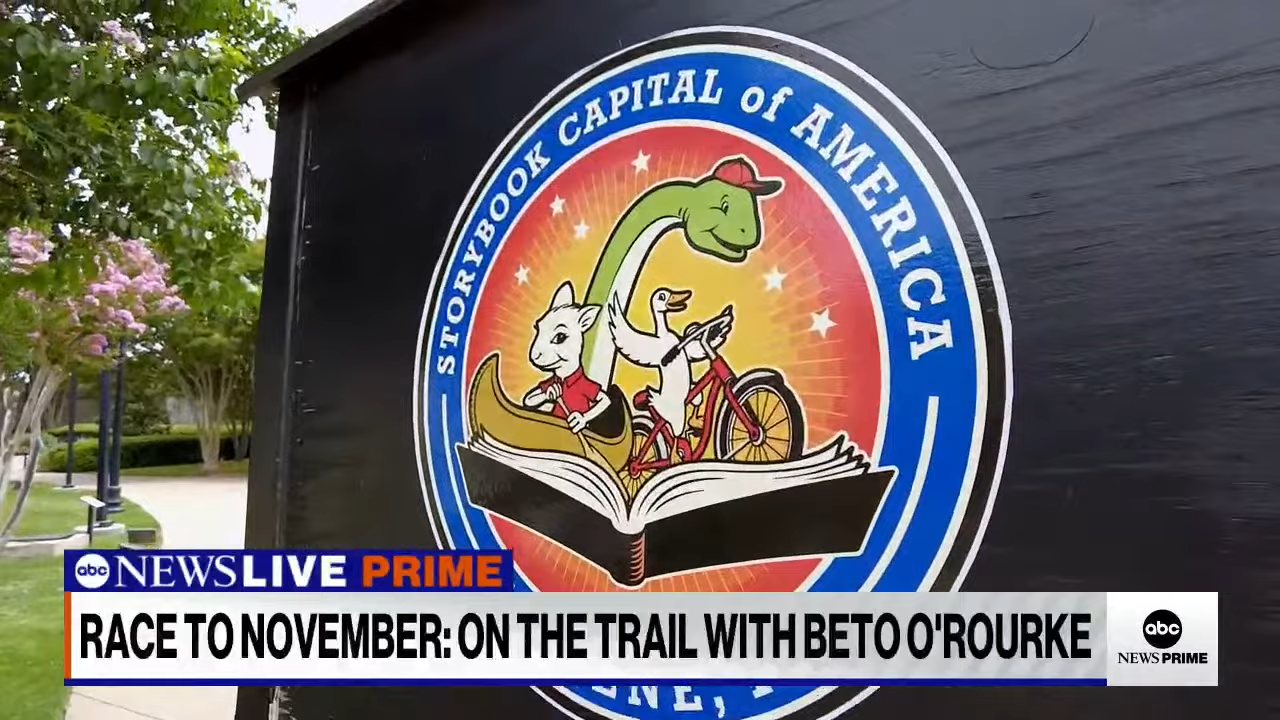 STORYBOOK CAPITAL of AMERICA
abc NEWS LIVE PRIME
RACE TO NOVEMBER: ON THE TRAIL WITH BETO O'ROURKE
abc
NEWS PRIME